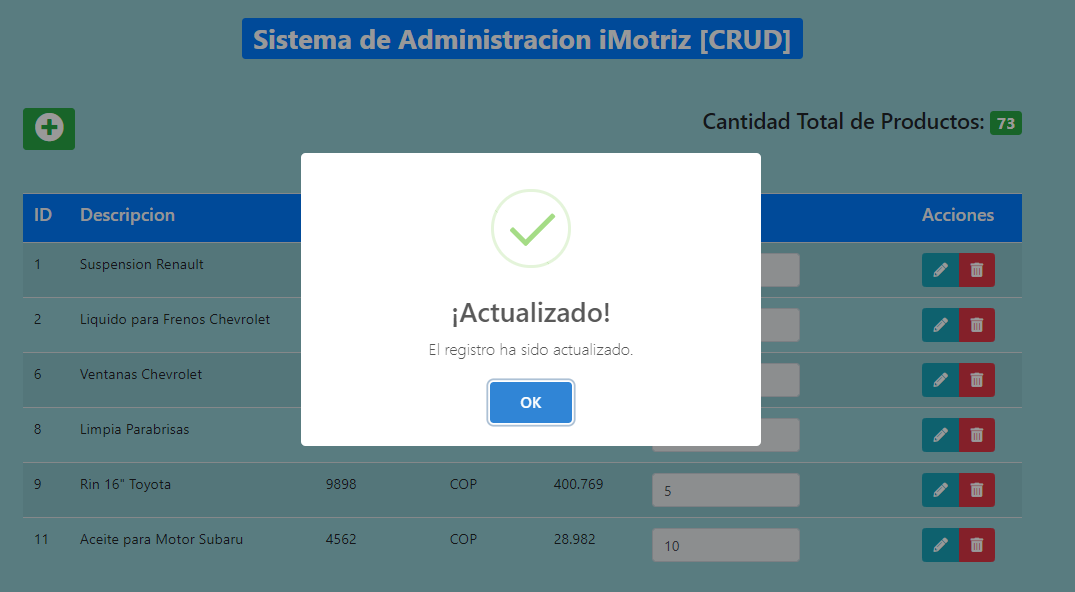 Sistema de Administracion iMotriz [CRUD]
Cantidad Total de Productos: 73
ID Descripcion Acciones
1 Suspension Renault
2 Liquido para Frenos Chevrolet
6 Ventanas Chevrolet
8 Limpia Parabrisas
9 Rin 16" Toyota 9898 COP 400.769 5
11 Aceite para Motor Subaru 4562 COP 28.982 10
¡Actualizado!
El registro ha sido actualizado.
OK